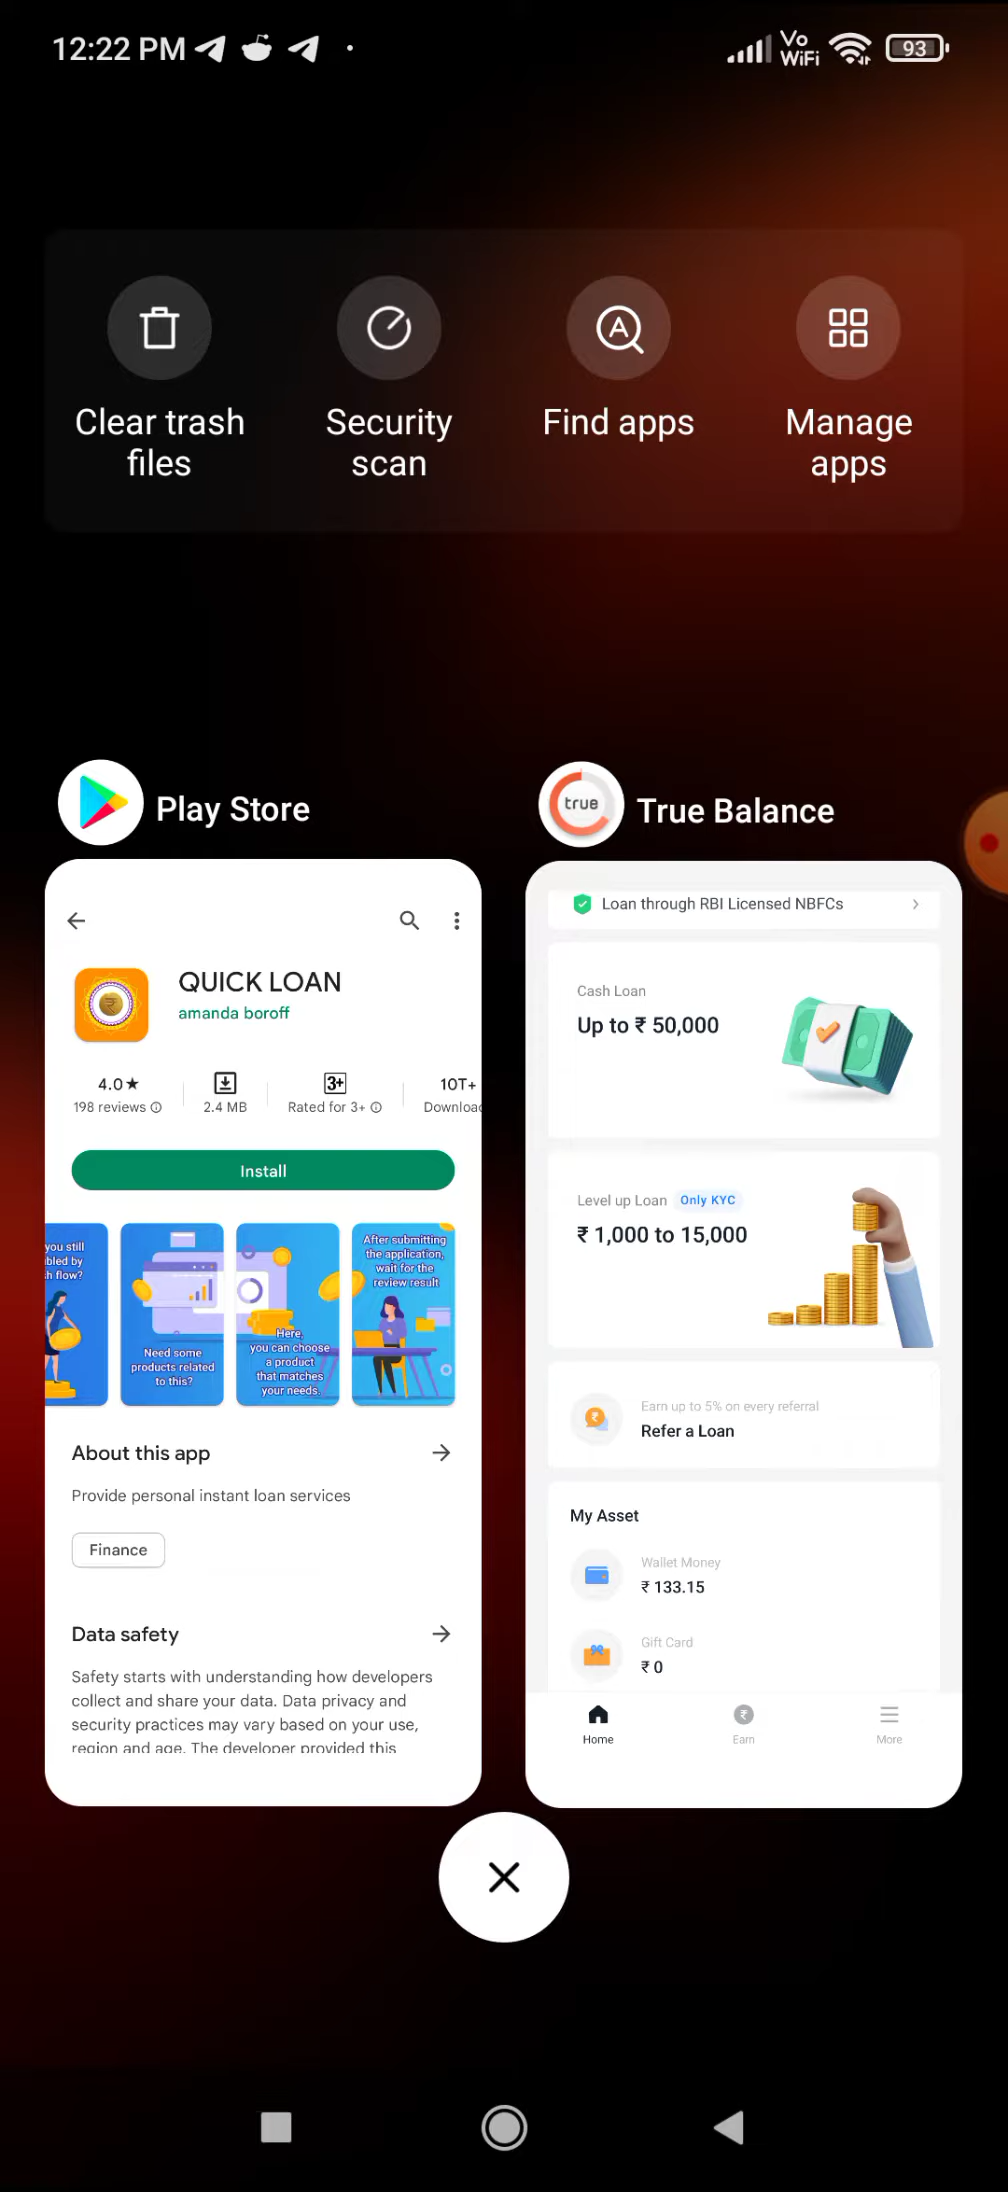 12:22 PM
Vo
WiFi
93
Clear trash
files
Security
scan
Find apps
Manage
apps
Play Store
QUICK LOAN
amanda boroff
4.0★
198 reviews
2.4 MB
3+
Rated for 3+
10T+
Install
you still
h flow?
Need some
products related
to this?
Here,
you can choose
a product
that matches
your needs.
After submitting
the application,
wait for the
review result
About this app
Provide personal instant loan services
Finance
Data safety
Safety starts with understanding how developers
collect and share your data. Data privacy and
security practices may vary based on your use,
region and age. The developer provided this
true
True Balance
Loan through RBI Licensed NBFCs
Cash Loan
Up to ₹ 50,000
Level up Loan Only KYC
₹ 1,000 to 15,000
Earn up to 5% on every referral
Refer a Loan
My Asset
Wallet Money
₹ 133.15
Gift Card
₹ 0
Home
Earn
More